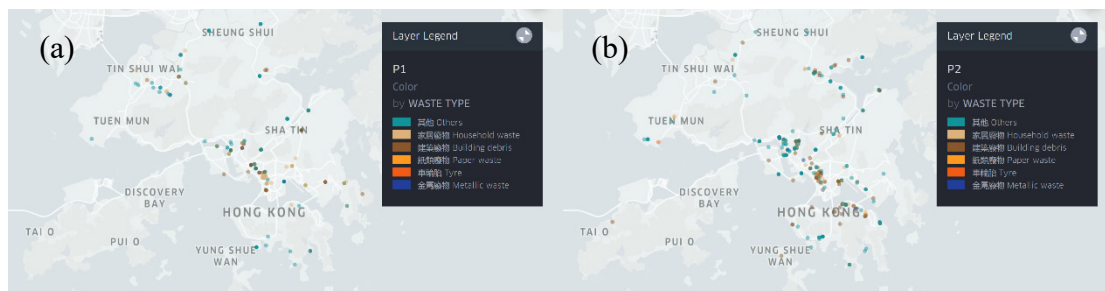 (a)
SHEUNG SHUI
TIN SHUI WAI
TUEN MUN
SHA TIN
DISCOVERY
BAY
HONG KONG
TAI O
PUI O
YUNG SHUE
WAN
Layer Legend
P1
Color
by WASTE TYPE
其他 Others
家居廢物 Household waste
建築廢物 Building debris
紙類廢物 Paper waste
車輪胎 Tyre
金屬廢物 Metallic waste
(b)
SHEUNG SHUI
TIN SHUI WAI
TUEN MUN
SHA TIN
DISCOVERY
BAY
HONG KONG
TAI O
PUI O
YUNG SHUE
WAN
Layer Legend
P2
Color
by WASTE TYPE
其他 Others
家居廢物 Household waste
建築廢物 Building debris
紙類廢物 Paper waste
車輪胎 Tyre
金屬廢物 Metallic waste